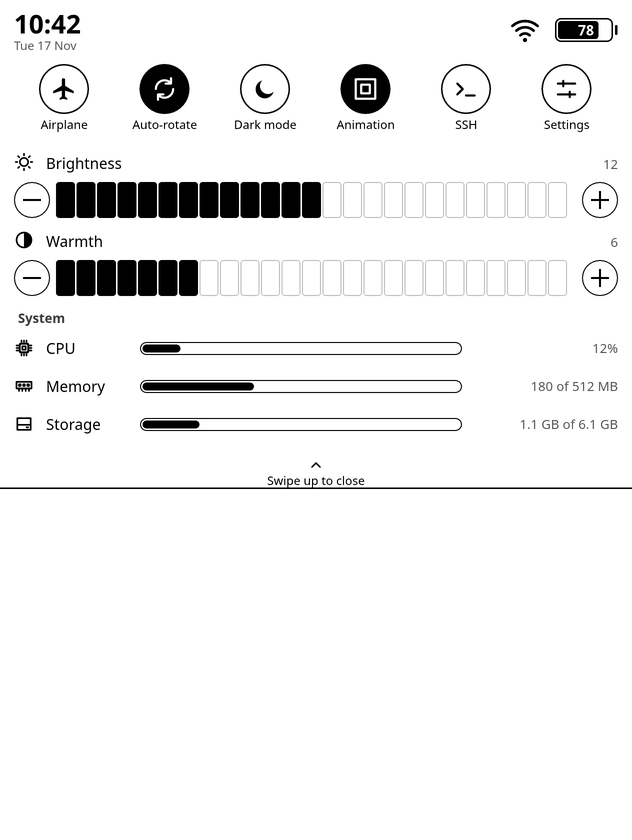 10:42
78
Tue 17 Nov
Airplane Auto-rotate Dark mode Animation SSH Settings
Brightness 12
Warmth 6
System
CPU 12%
Memory 180 of 512 MB
Storage 1.1 GB of 6.1 GB
Swipe up to close